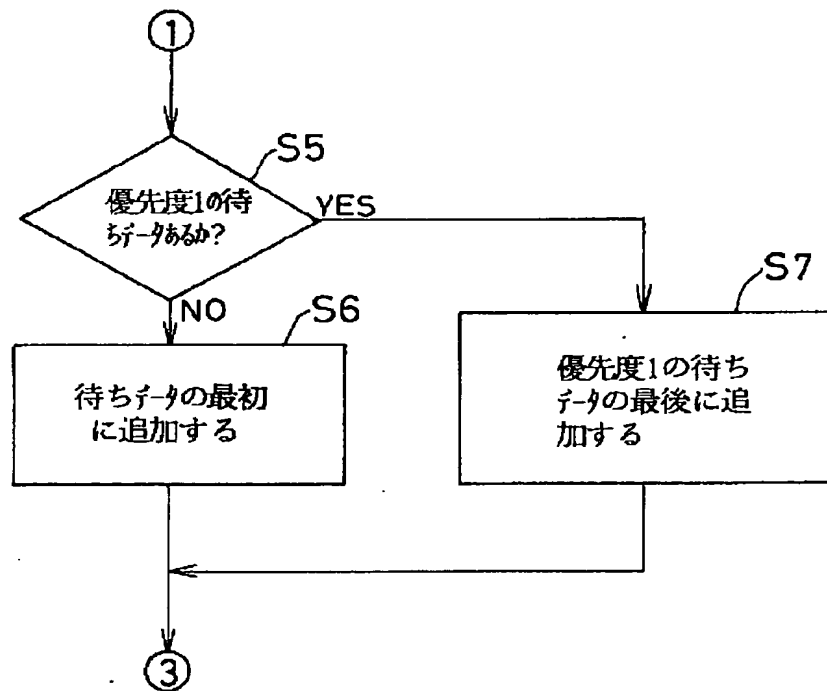 ①
S5
優先度1の待
ちデータあるか?
YES
NO
S6
S7
待ちデータの最初
に追加する
優先度1の待ち
データの最後に追
加する
③